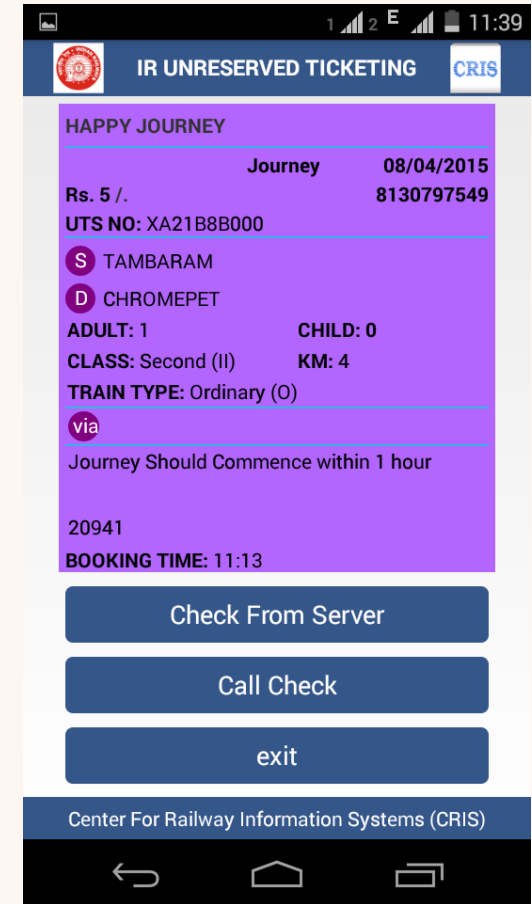 1 2 E 11:39
IR UNRESERVED TICKETING CRIS
HAPPY JOURNEY
Journey 08/04/2015
Rs. 5 /. 8130797549
UTS NO: XA21B8B000
S TAMBARAM
D CHROMEPET
ADULT: 1 CHILD: 0
CLASS: Second (II) KM: 4
TRAIN TYPE: Ordinary (O)
via
Journey Should Commence within 1 hour
20941
BOOKING TIME: 11:13
Check From Server
Call Check
exit
Center For Railway Information Systems (CRIS)